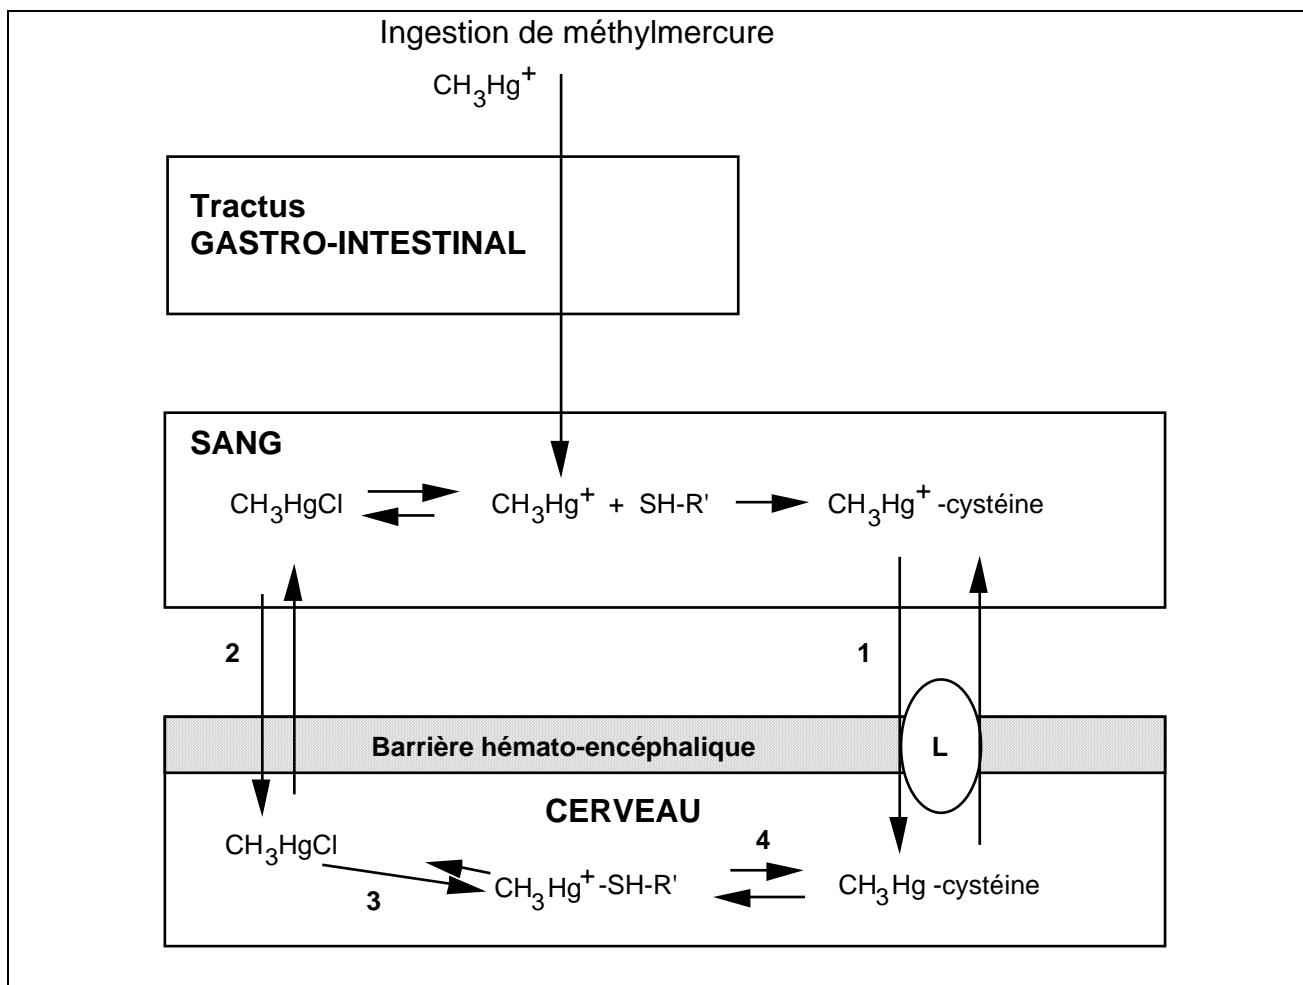 Ingestion de méthylmercure
CH3Hg+
Tractus
GASTRO-INTESTINAL
SANG
CH3HgCl CH3Hg+ + SH-R' CH3Hg+ -cystéine
2 1
Barrière hémato-encéphalique L
CERVEAU
CH3HgCl 4
3 CH3Hg+-SH-R' CH3Hg -cystéine